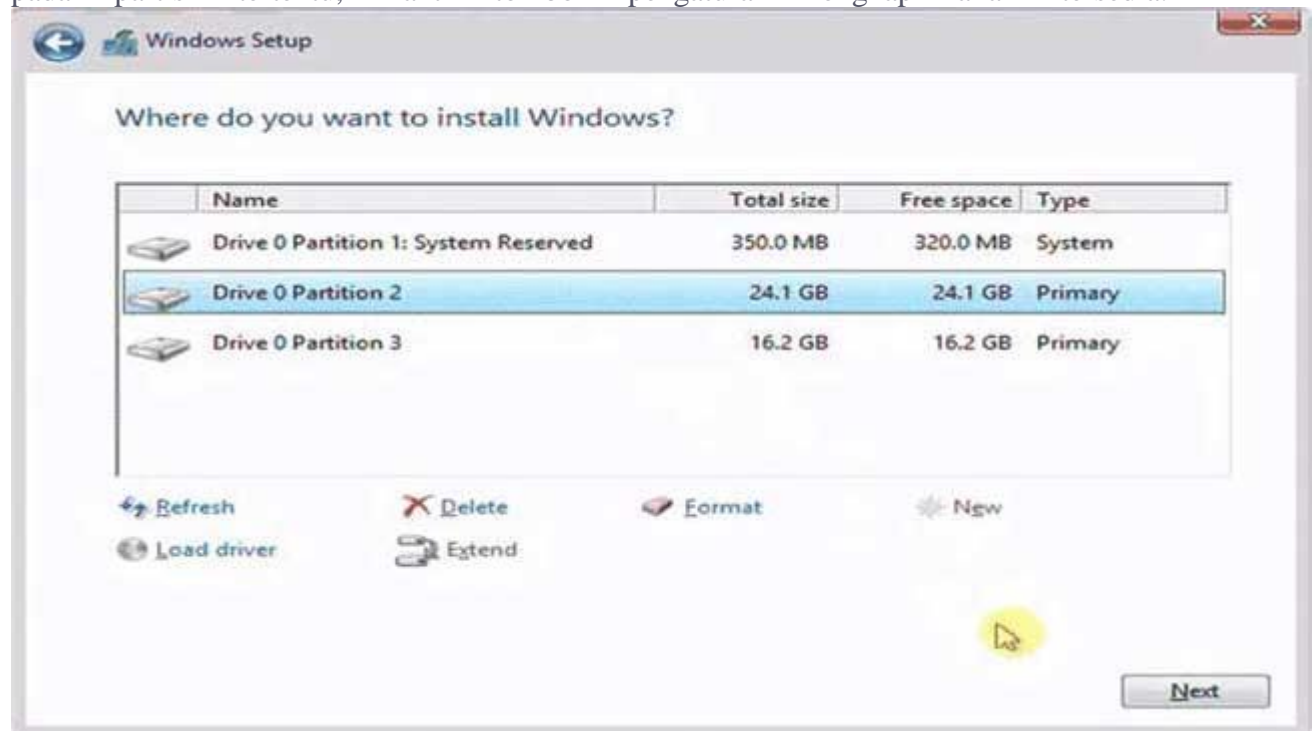 Windows Setup
Where do you want to install Windows?
Name Total size Free space Type
Drive 0 Partition 1: System Reserved 350.0 MB 320.0 MB System
Drive 0 Partition 2 24.1 GB 24.1 GB Primary
Drive 0 Partition 3 16.2 GB 16.2 GB Primary
Refresh Delete Format New
Load driver Extend
Next